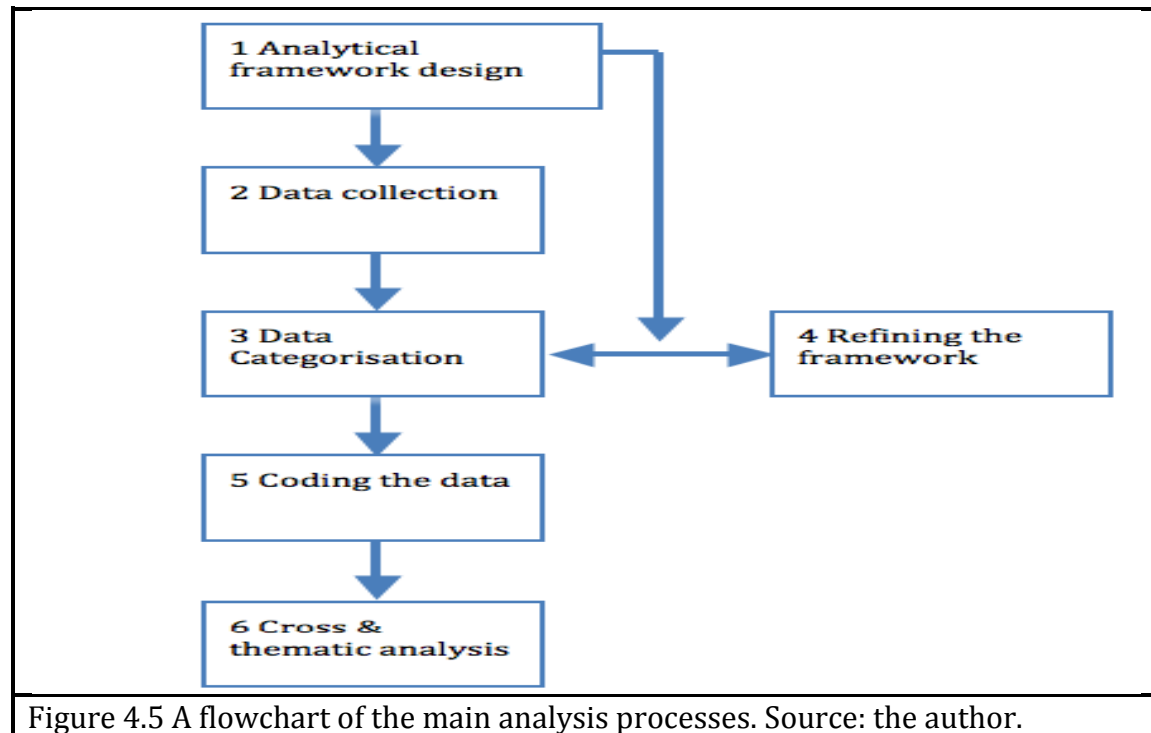 1 Analytical
framework design
2 Data collection
3 Data
Categorisation
4 Refining the
framework
5 Coding the data
6 Cross &
thematic analysis
Figure 4.5 A flowchart of the main analysis processes. Source: the author.